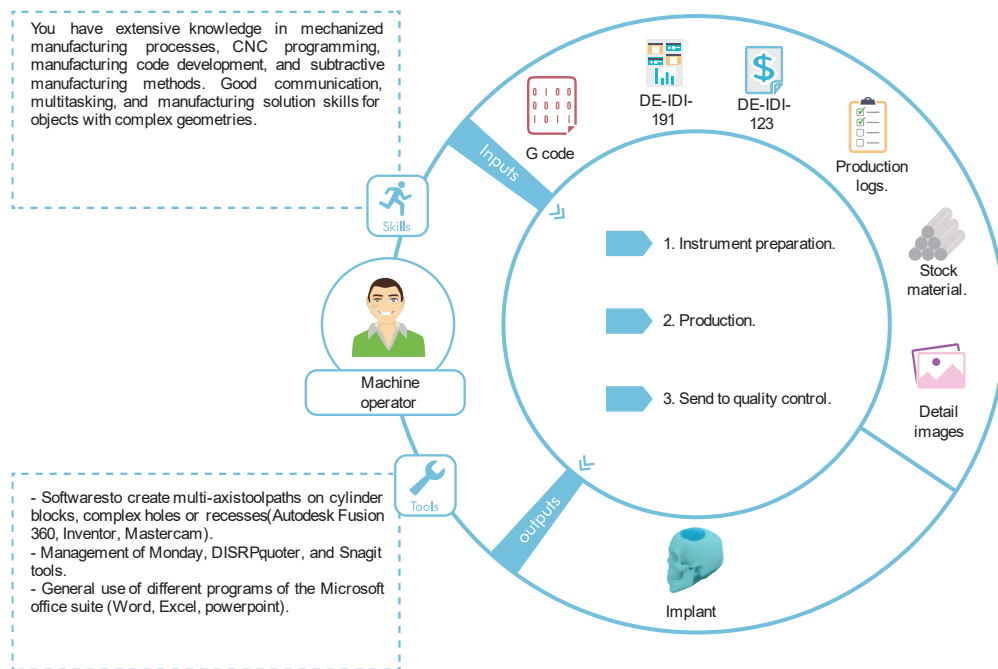 You have extensive knowledge in mechanized
manufacturing processes, CNC programming,
manufacturing code development, and subtractive
manufacturing methods. Good communication,
multitasking, and manufacturing solution skills for
objects with complex geometries.
Skills
Machine
operator
Tools
- Softwaresto create multi-axistoolpaths on cylinder
blocks, complex holes or recesses(Autodesk Fusion
360, Inventor, Mastercam).
- Management of Monday, DISRPquoter, and Snagit
tools.
- General use of different programs of the Microsoft
office suite (Word, Excel, powerpoint).
Inputs
G code
DE-IDI-
191
DE-IDI-
123
Production
logs.
Stock
material.
Detail
images
1. Instrument preparation.
2. Production.
3. Send to quality control.
outputs
Implant